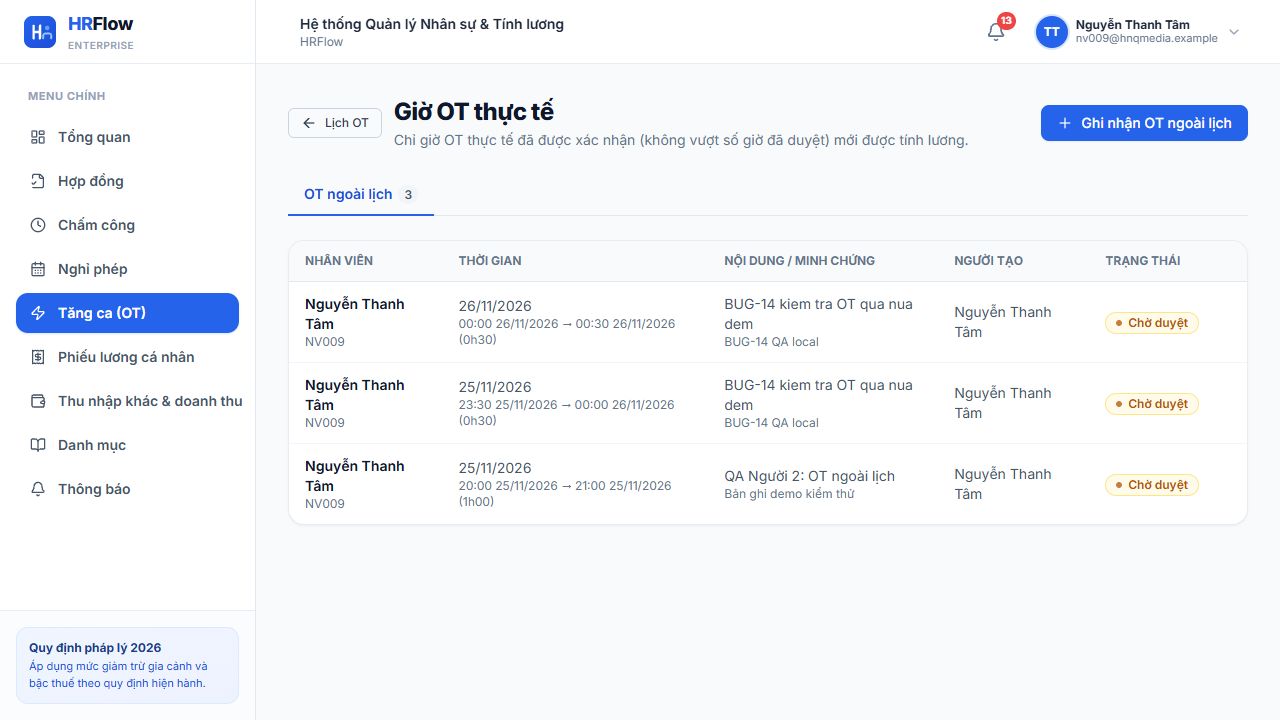 HRFlow
ENTERPRISE
Hệ thống Quản lý Nhân sự & Tính lương
HRFlow
13
TT
Nguyễn Thanh Tâm
nv009@hnqmedia.example
MENU CHÍNH
Tổng quan
Hợp đồng
Chấm công
Nghỉ phép
Tăng ca (OT)
Phiếu lương cá nhân
Thu nhập khác & doanh thu
Danh mục
Thông báo
Quy định pháp lý 2026
Áp dụng mức giảm trừ gia cảnh và
bậc thuế theo quy định hiện hành.
Lịch OT
Giờ OT thực tế
Chỉ giờ OT thực tế đã được xác nhận (không vượt số giờ đã duyệt) mới được tính lương.
Ghi nhận OT ngoài lịch
OT ngoài lịch 3
NHÂN VIÊN THỜI GIAN NỘI DUNG / MINH CHỨNG NGƯỜI TẠO TRẠNG THÁI
Nguyễn Thanh
Tâm
NV009
26/11/2026
00:00 26/11/2026 → 00:30 26/11/2026
(0h30)
BUG-14 kiem tra OT qua nua
dem
BUG-14 QA local
Nguyễn Thanh
Tâm
Chờ duyệt
Nguyễn Thanh
Tâm
NV009
25/11/2026
23:30 25/11/2026 → 00:00 26/11/2026
(0h30)
BUG-14 kiem tra OT qua nua
dem
BUG-14 QA local
Nguyễn Thanh
Tâm
Chờ duyệt
Nguyễn Thanh
Tâm
NV009
25/11/2026
20:00 25/11/2026 → 21:00 25/11/2026
(1h00)
QA Người 2: OT ngoài lịch
Bản ghi demo kiểm thử
Nguyễn Thanh
Tâm
Chờ duyệt